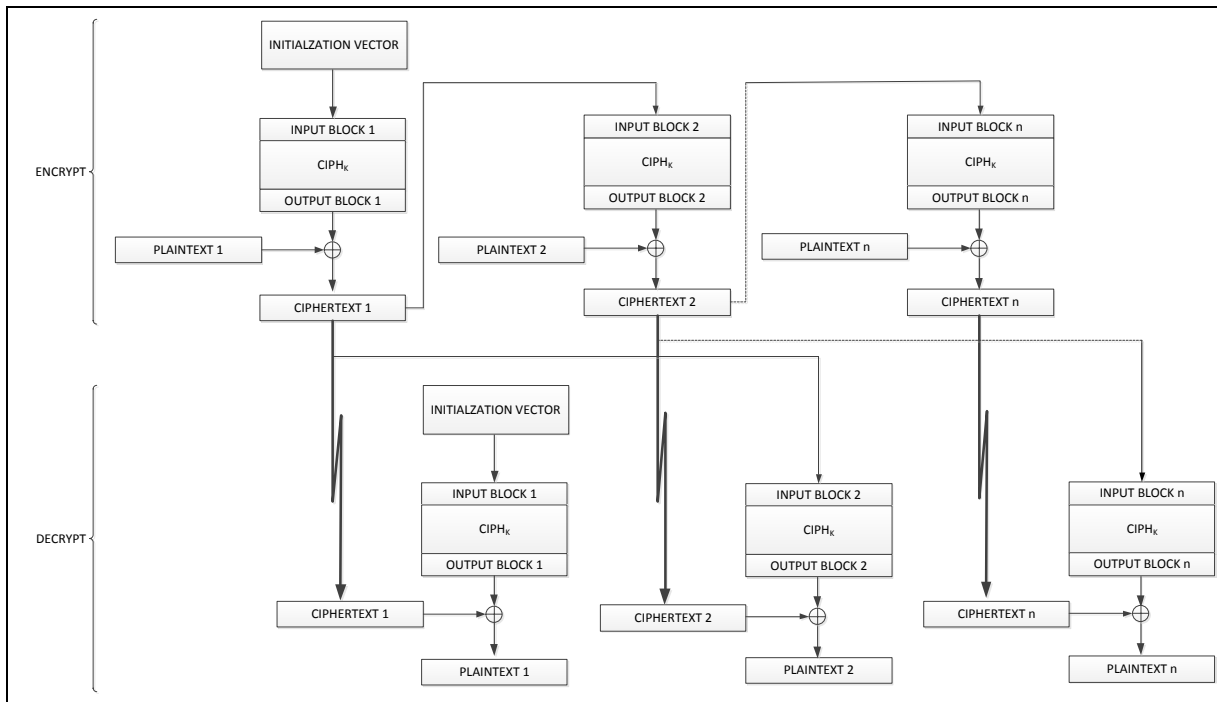 INITIALZATION VECTOR
INPUT BLOCK 1
CIPHK
OUTPUT BLOCK 1
INPUT BLOCK 2
CIPHK
OUTPUT BLOCK 2
INPUT BLOCK n
CIPHK
OUTPUT BLOCK n
ENCRYPT
PLAINTEXT 1
PLAINTEXT 2
PLAINTEXT n
CIPHERTEXT 1
CIPHERTEXT 2
CIPHERTEXT n
INITIALZATION VECTOR
INPUT BLOCK 1
CIPHK
OUTPUT BLOCK 1
INPUT BLOCK 2
CIPHK
OUTPUT BLOCK 2
INPUT BLOCK n
CIPHK
OUTPUT BLOCK n
DECRYPT
CIPHERTEXT 1
CIPHERTEXT 2
CIPHERTEXT n
PLAINTEXT 1
PLAINTEXT 2
PLAINTEXT n